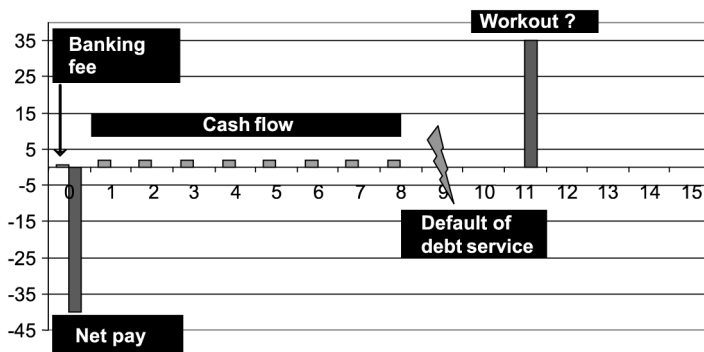 Workout ?
35
Banking
fee
25
15
Cash flow
5
-5
0 1 2 3 4 5 6 7 8 9 10 11 12 13 14 15
-15
Default of
debt service
-25
-35
-45
Net pay